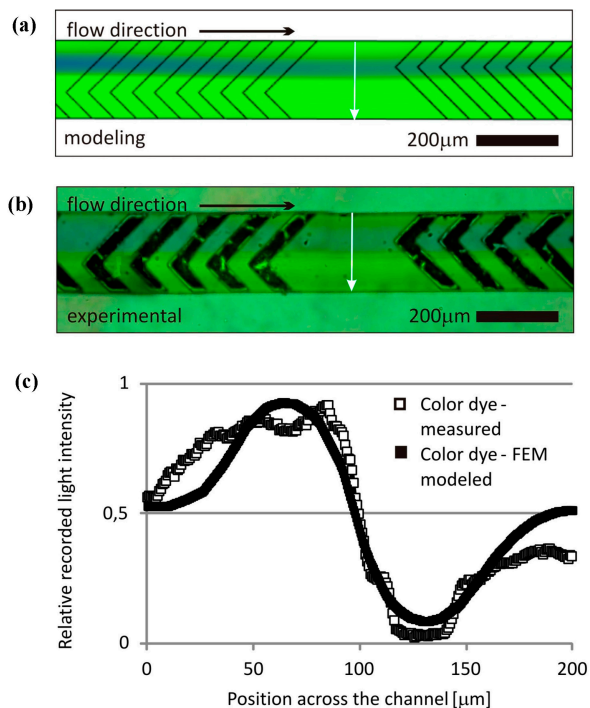 (a)
flow direction
modeling
200μm
(b)
flow direction
experimental
200μm
(c)
1
0,5
0
Relative recorded light intensity
Color dye -
measured
Color dye - FEM
modeled
0
50
100
150
200
Position across the channel [μm]